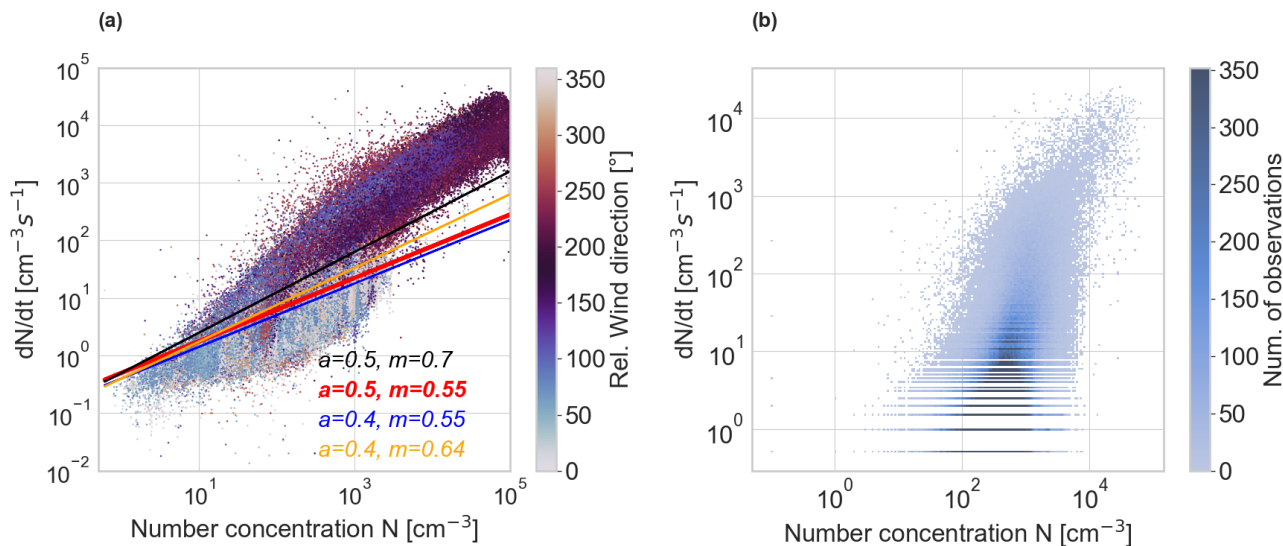 (a)
10^5
10^4
10^3
10^2
10^1
10^0
10^−1
10^−2
dN/dt [cm^−3 s^−1]
10^1
10^3
10^5
Number concentration N [cm^−3]
a=0.5, m=0.7
a=0.5, m=0.55
a=0.4, m=0.55
a=0.4, m=0.64
350
300
250
200
150
100
50
0
Rel. Wind direction [°]
(b)
10^4
10^3
10^2
10^1
10^0
dN/dt [cm^−3 s^−1]
10^0
10^2
10^4
Number concentration N [cm^−3]
350
300
250
200
150
100
50
0
Num. of observations